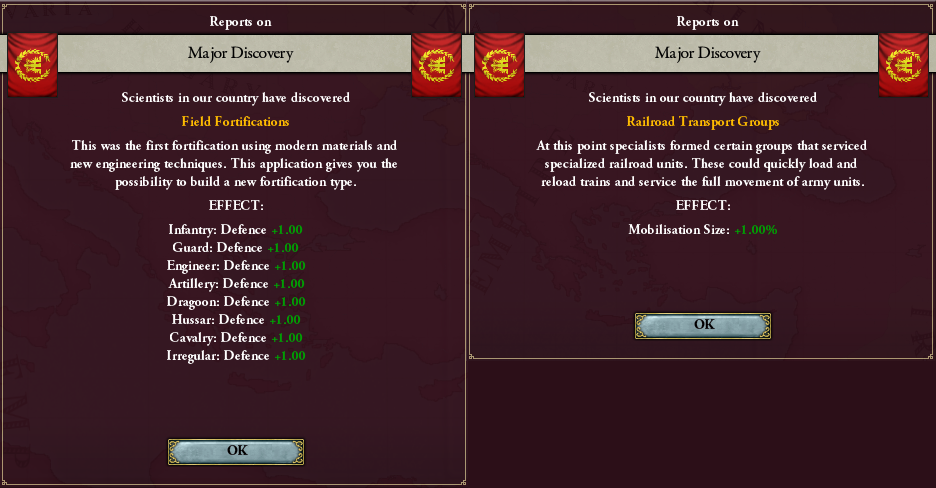 Reports on
Major Discovery
Scientists in our country have discovered
Field Fortifications
This was the first fortification using modern materials and
new engineering techniques. This application gives you the
possibility to build a new fortification type.
EFFECT:
Infantry: Defence +1.00
Guard: Defence +1.00
Engineer: Defence +1.00
Artillery: Defence +1.00
Dragoon: Defence +1.00
Hussar: Defence +1.00
Cavalry: Defence +1.00
Irregular: Defence +1.00
OK
Reports on
Major Discovery
Scientists in our country have discovered
Railroad Transport Groups
At this point specialists formed certain groups that serviced
specialized railroad units. These could quickly load and
reload trains and service the full movement of army units.
EFFECT:
Mobilisation Size: +1.00%
OK